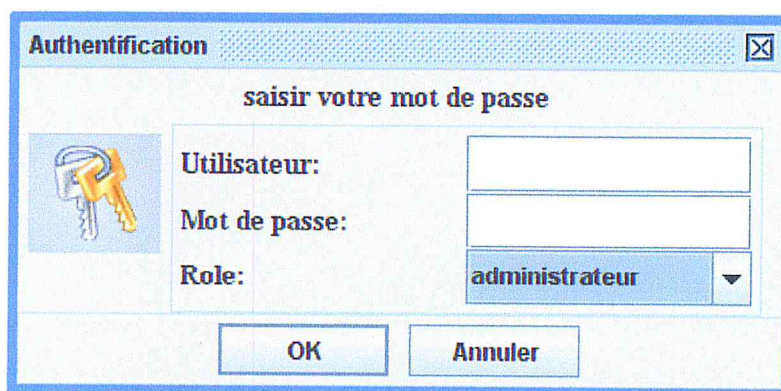 Authentification
saisir votre mot de passe
Utilisateur:
Mot de passe:
Role:
administrateur
OK
Annuler